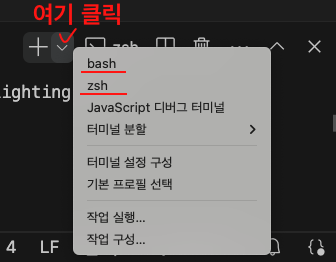 여기 클릭
zsh
ighting
bash
zsh
JavaScript 디버그 터미널
터미널 분할
터미널 설정 구성
기본 프로필 선택
작업 실행...
작업 구성...
4 LF